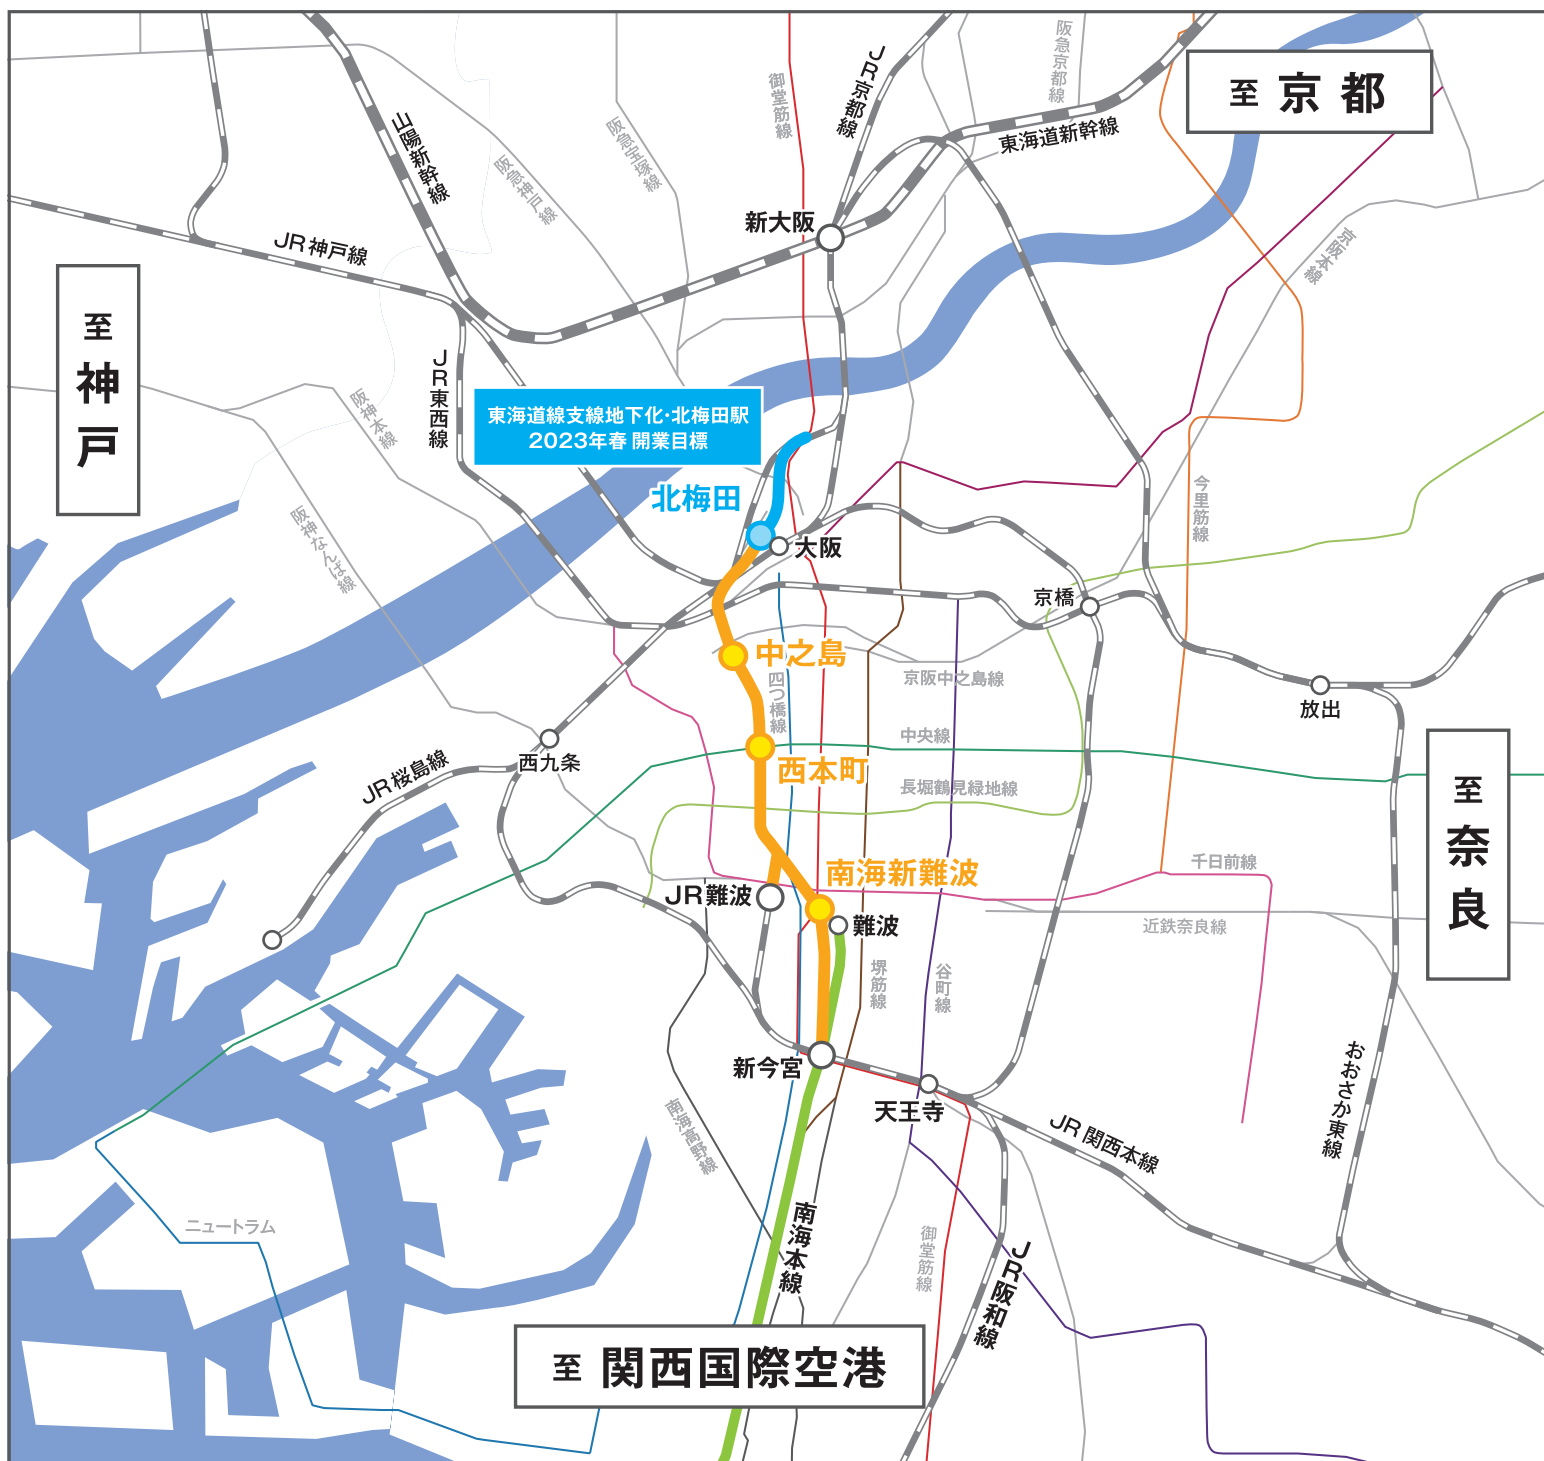 阪急京都線
御堂筋線
JR京都線
至 京都
山陽新幹線
阪急宝塚線
東海道新幹線
阪急神戸線
新大阪
JR神戸線
京阪本線
至 神戸
JR東西線
阪神本線
東海道線支線地下化・北梅田駅
2023年春 開業目標
北梅田
今里筋線
阪神なんば線
大阪
京橋
中之島
京阪中之島線
四つ橋線
放出
中央線
西九条
JR桜島線
西本町
長堀鶴見緑地線
至 奈良
千日前線
南海新難波
JR難波
難波
近鉄奈良線
堺筋線
谷町線
新今宮
天王寺
おおさか東線
南海高野線
JR関西本線
ニュートラム
南海本線
御堂筋線
JR阪和線
至 関西国際空港